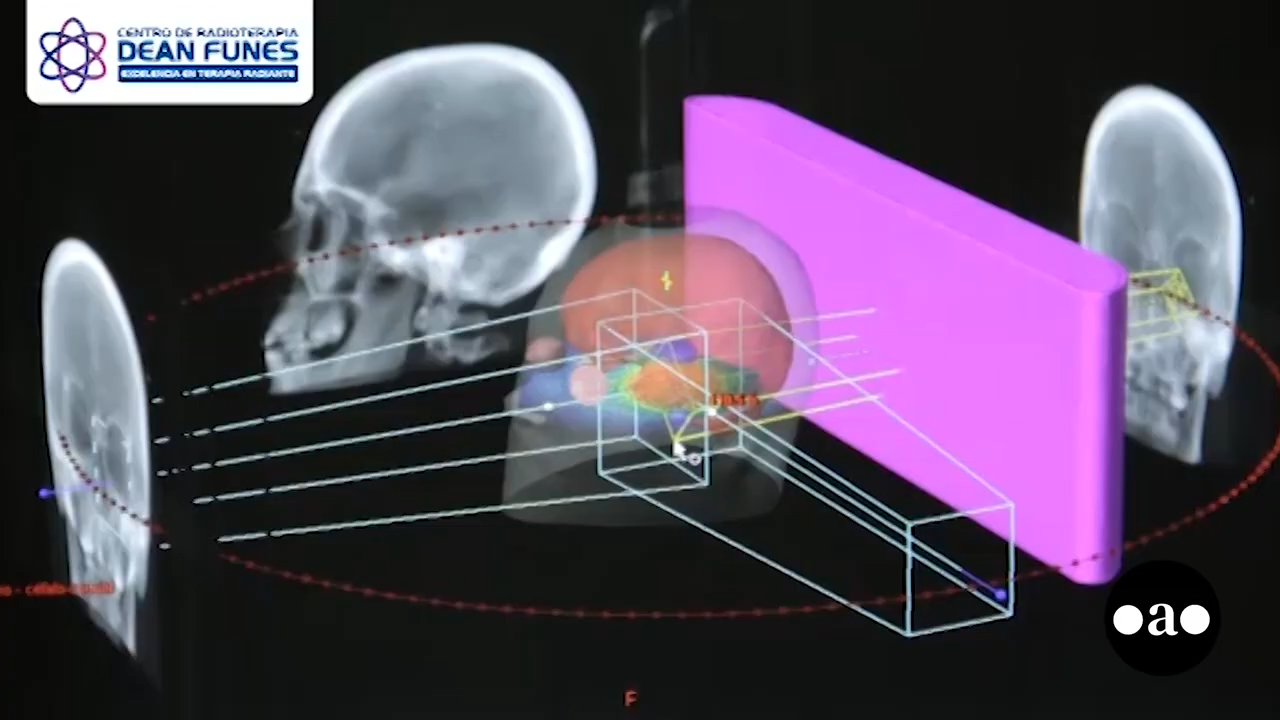 CENTRO DE RADIOTERAPIA
DEAN FUNES
EXCELENCIA EN TERAPIA RADIANTE
F
●a●